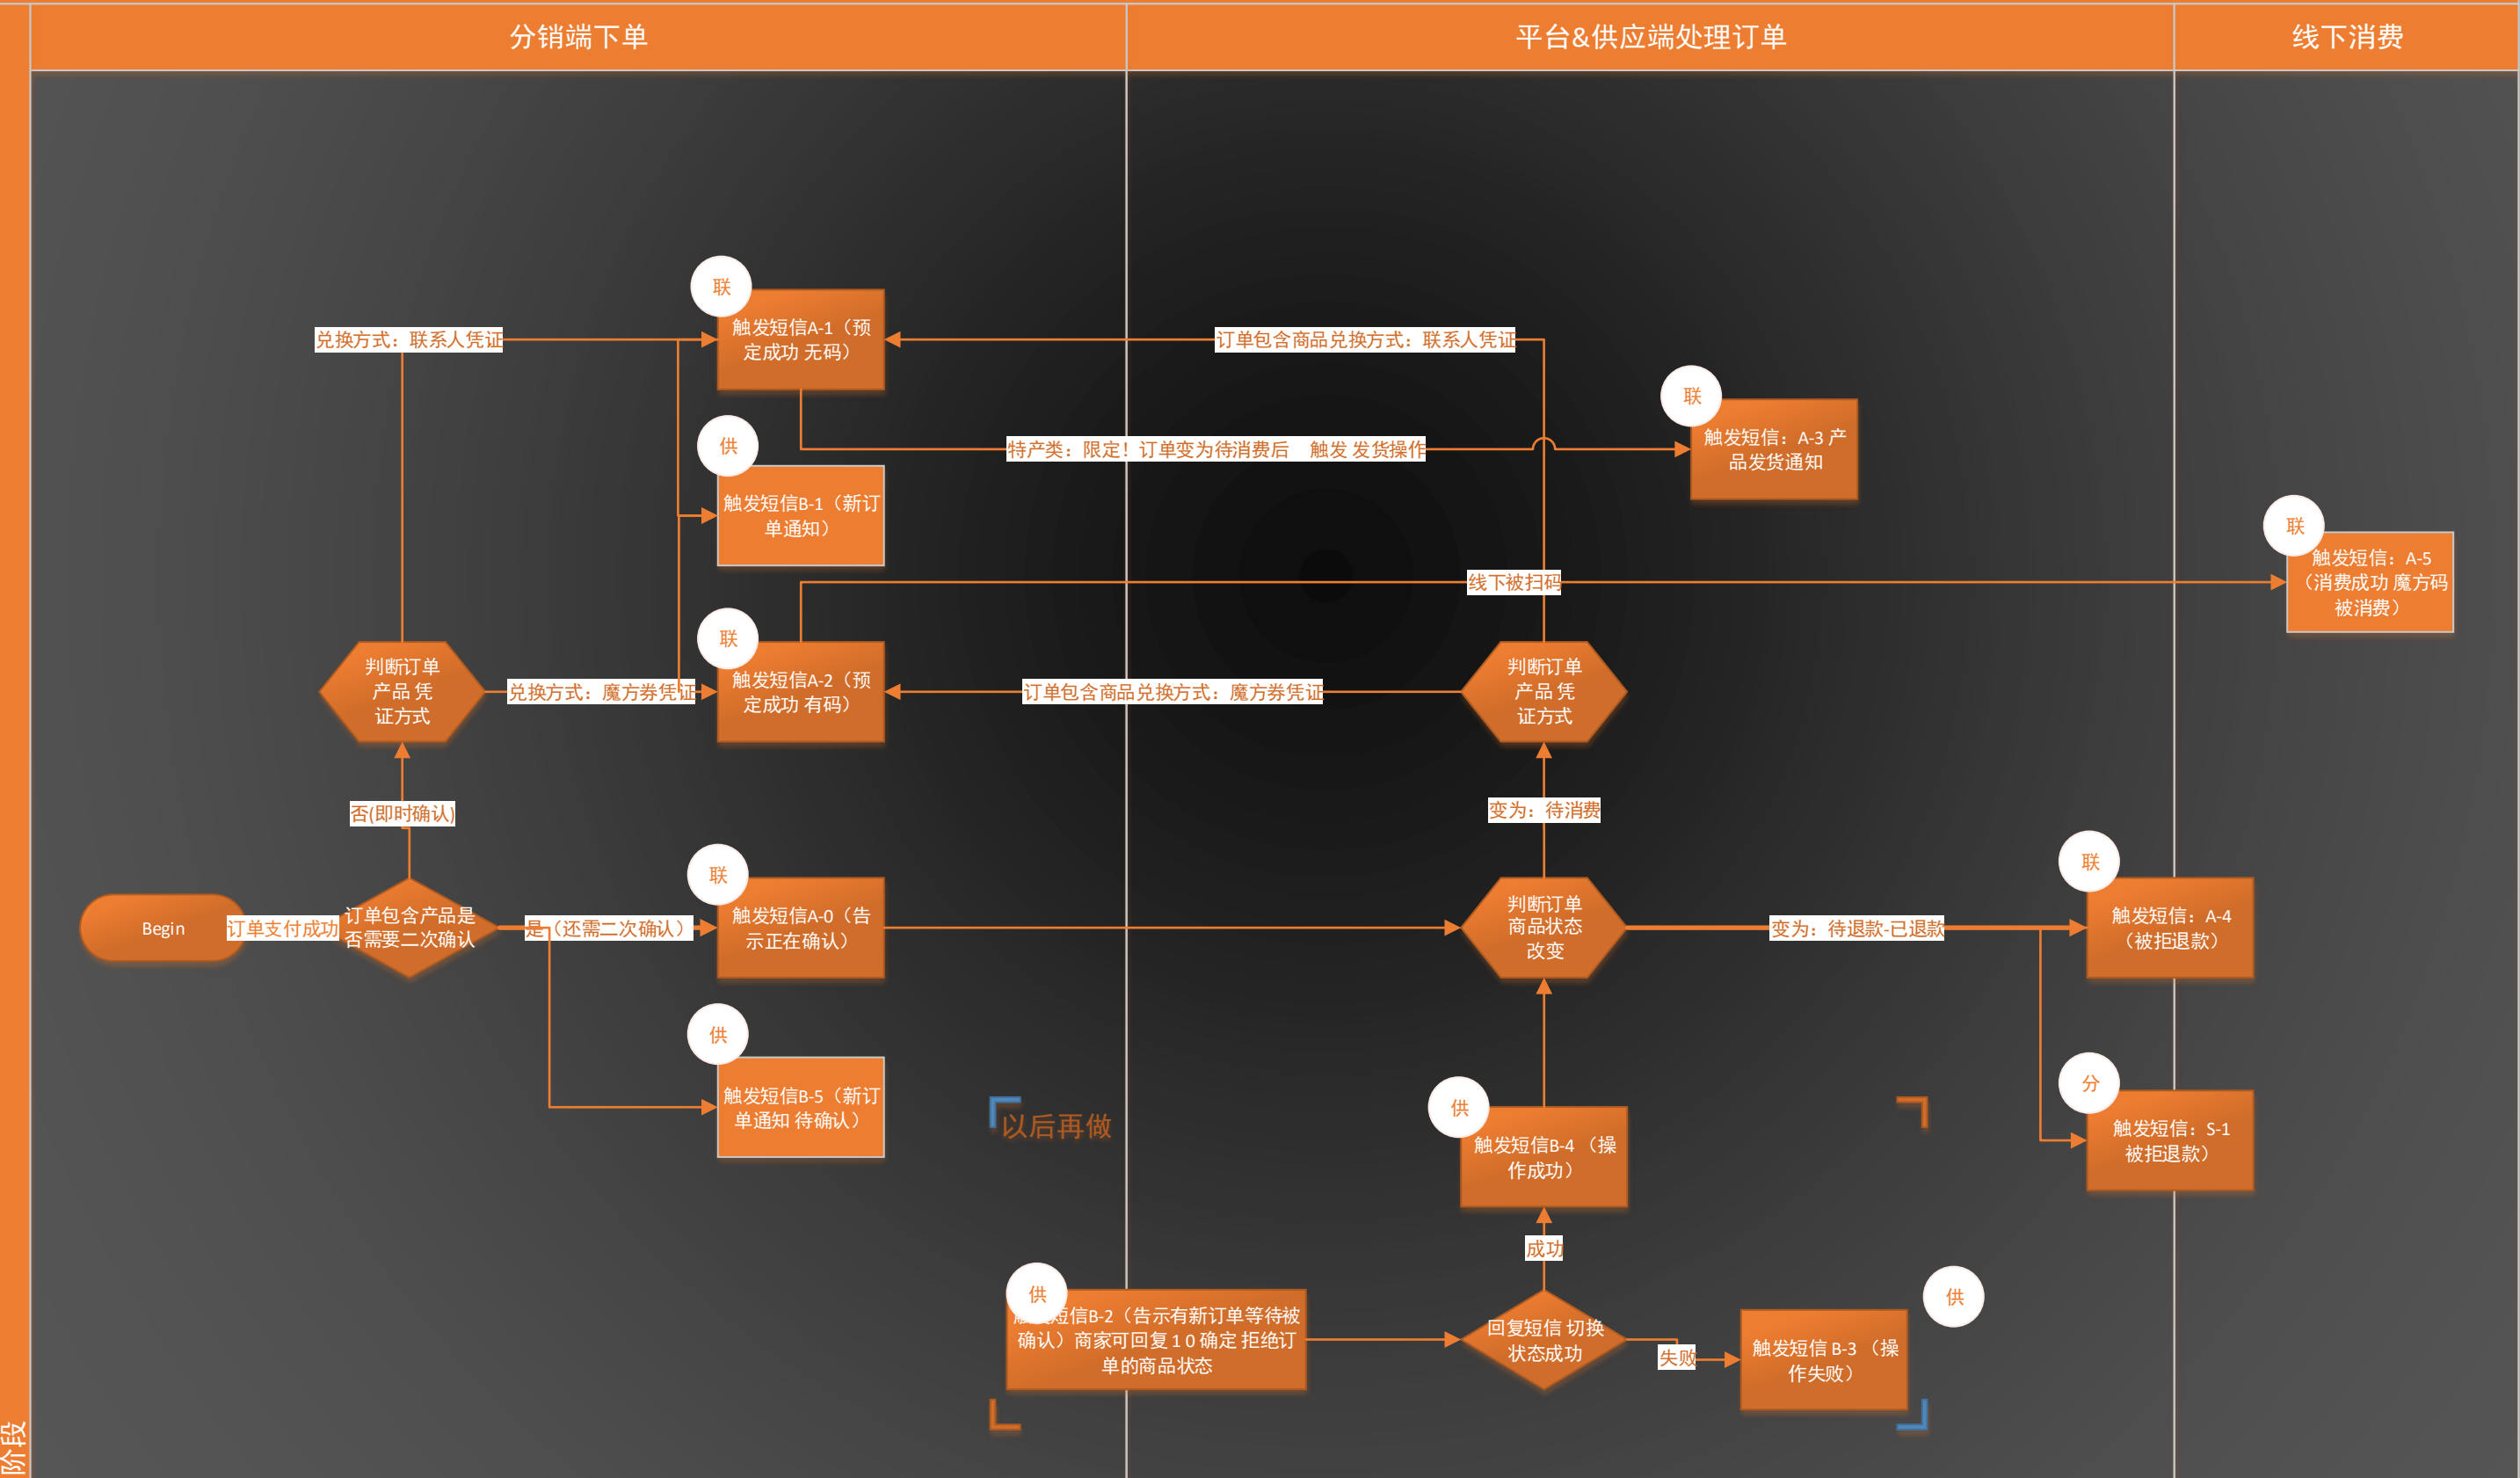 分销端下单
平台&供应端处理订单
线下消费
阶段
联
触发短信A-1（预
定成功 无码）
兑换方式：联系人凭证
订单包含商品兑换方式：联系人凭证
联
触发短信：A-3 产
品发货通知
特产类：限定！订单变为待消费后 触发 发货操作
供
触发短信B-1（新订
单通知）
联
触发短信：A-5
（消费成功 魔方码
被消费）
线下被扫码
联
触发短信A-2（预
定成功 有码）
判断订单
产品 凭
证方式
兑换方式：魔方券凭证
订单包含商品兑换方式：魔方券凭证
判断订单
产品 凭
证方式
否(即时确认)
变为：待消费
Begin
订单支付成功
订单包含产品是
否需要二次确认
是（还需二次确认）
联
触发短信A-0（告
示正在确认）
判断订单
商品状态
改变
变为：待退款-已退款
联
触发短信：A-4
（被拒退款）
供
触发短信B-5（新订
单通知 待确认）
以后再做
供
触发短信B-4 （操
作成功）
分
触发短信：S-1
被拒退款）
成功
供
短信B-2（告示有新订单等待被
确认）商家可回复1 0 确定 拒绝订
单的商品状态
回复短信 切换
状态成功
失败
供
触发短信 B-3 （操
作失败）